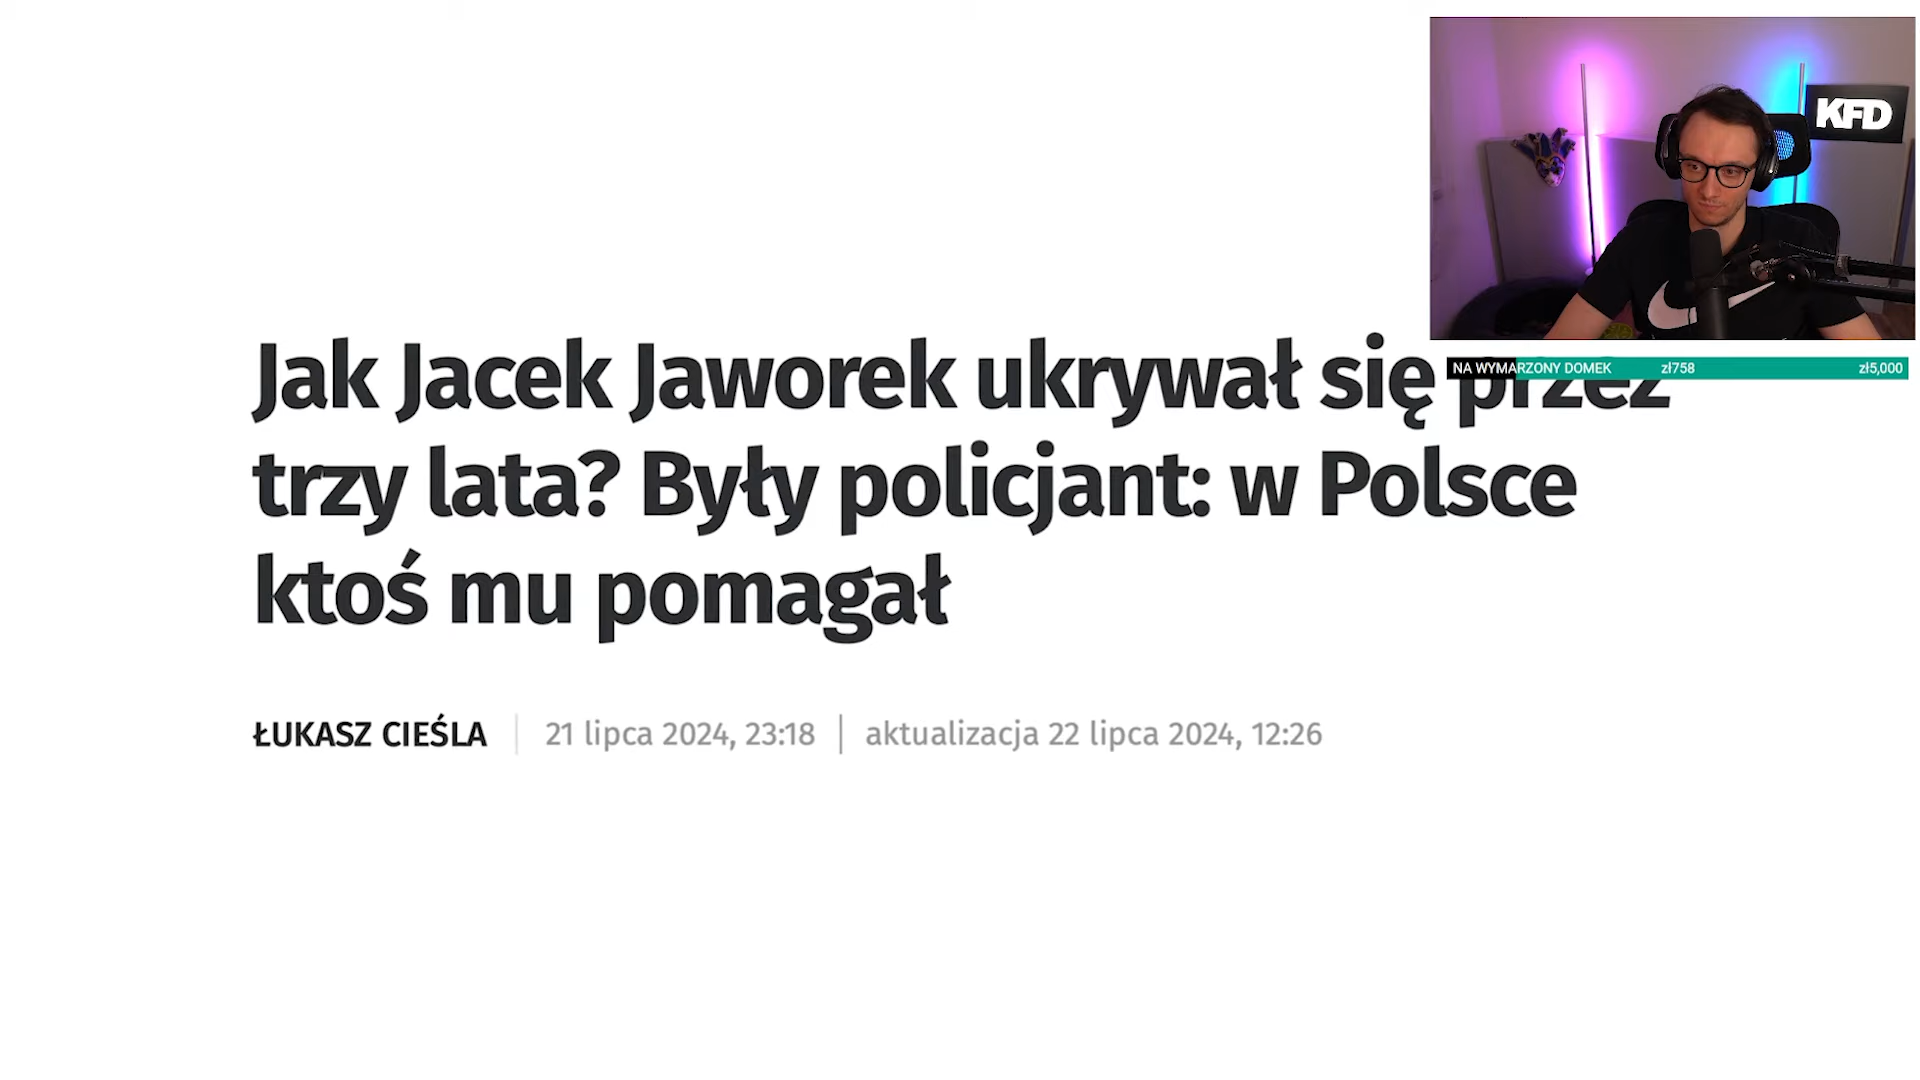 KFD
NA WYMARZONY DOMEK zł758 zł5,000
Jak Jacek Jaworek ukrywał się przez
trzy lata? Były policjant: w Polsce
ktoś mu pomagał
ŁUKASZ CIEŚLA | 21 lipca 2024, 23:18 | aktualizacja 22 lipca 2024, 12:26